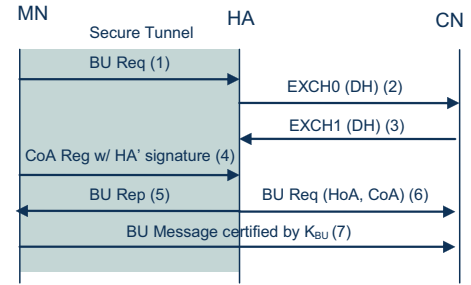 MN
HA
CN
Secure Tunnel
BU Req (1)
EXCH0 (DH) (2)
EXCH1 (DH) (3)
CoA Reg w/ HA' signature (4)
BU Rep (5)
BU Req (HoA, CoA) (6)
BU Message certified by KBU (7)